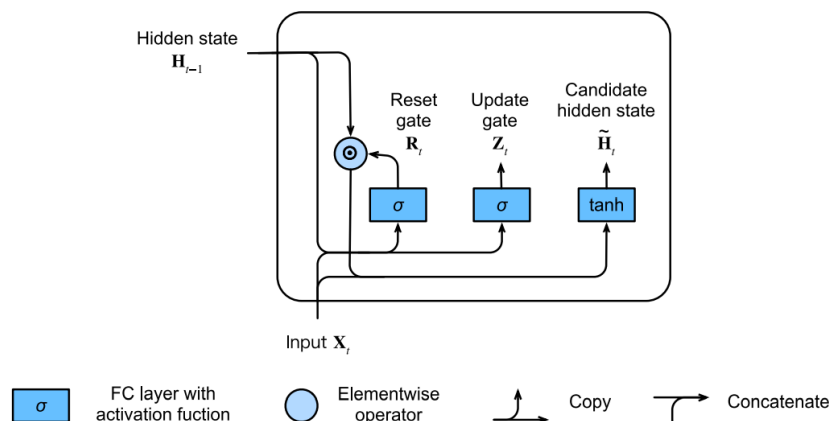 Hidden state
H_{t−1}
Reset
gate
R_t
Update
gate
Z_t
Candidate
hidden state
H̃_t
σ
σ
tanh
Input X_t
σ
FC layer with
activation fuction
Elementwise
operator
Copy
Concatenate